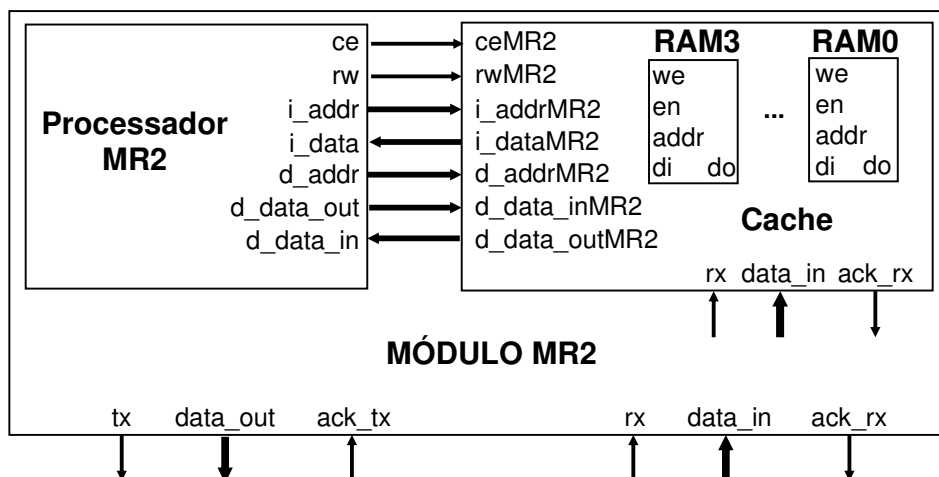 ce
rw
i_addr
i_data
d_addr
d_data_out
d_data_in
Processador
MR2
ceMR2
rwMR2
i_addrMR2
i_dataMR2
d_addrMR2
d_data_inMR2
d_data_outMR2
RAM3
we
en
addr
di do
...
RAM0
we
en
addr
di do
Cache
rx data_in ack_rx
MÓDULO MR2
tx data_out ack_tx rx data_in ack_rx